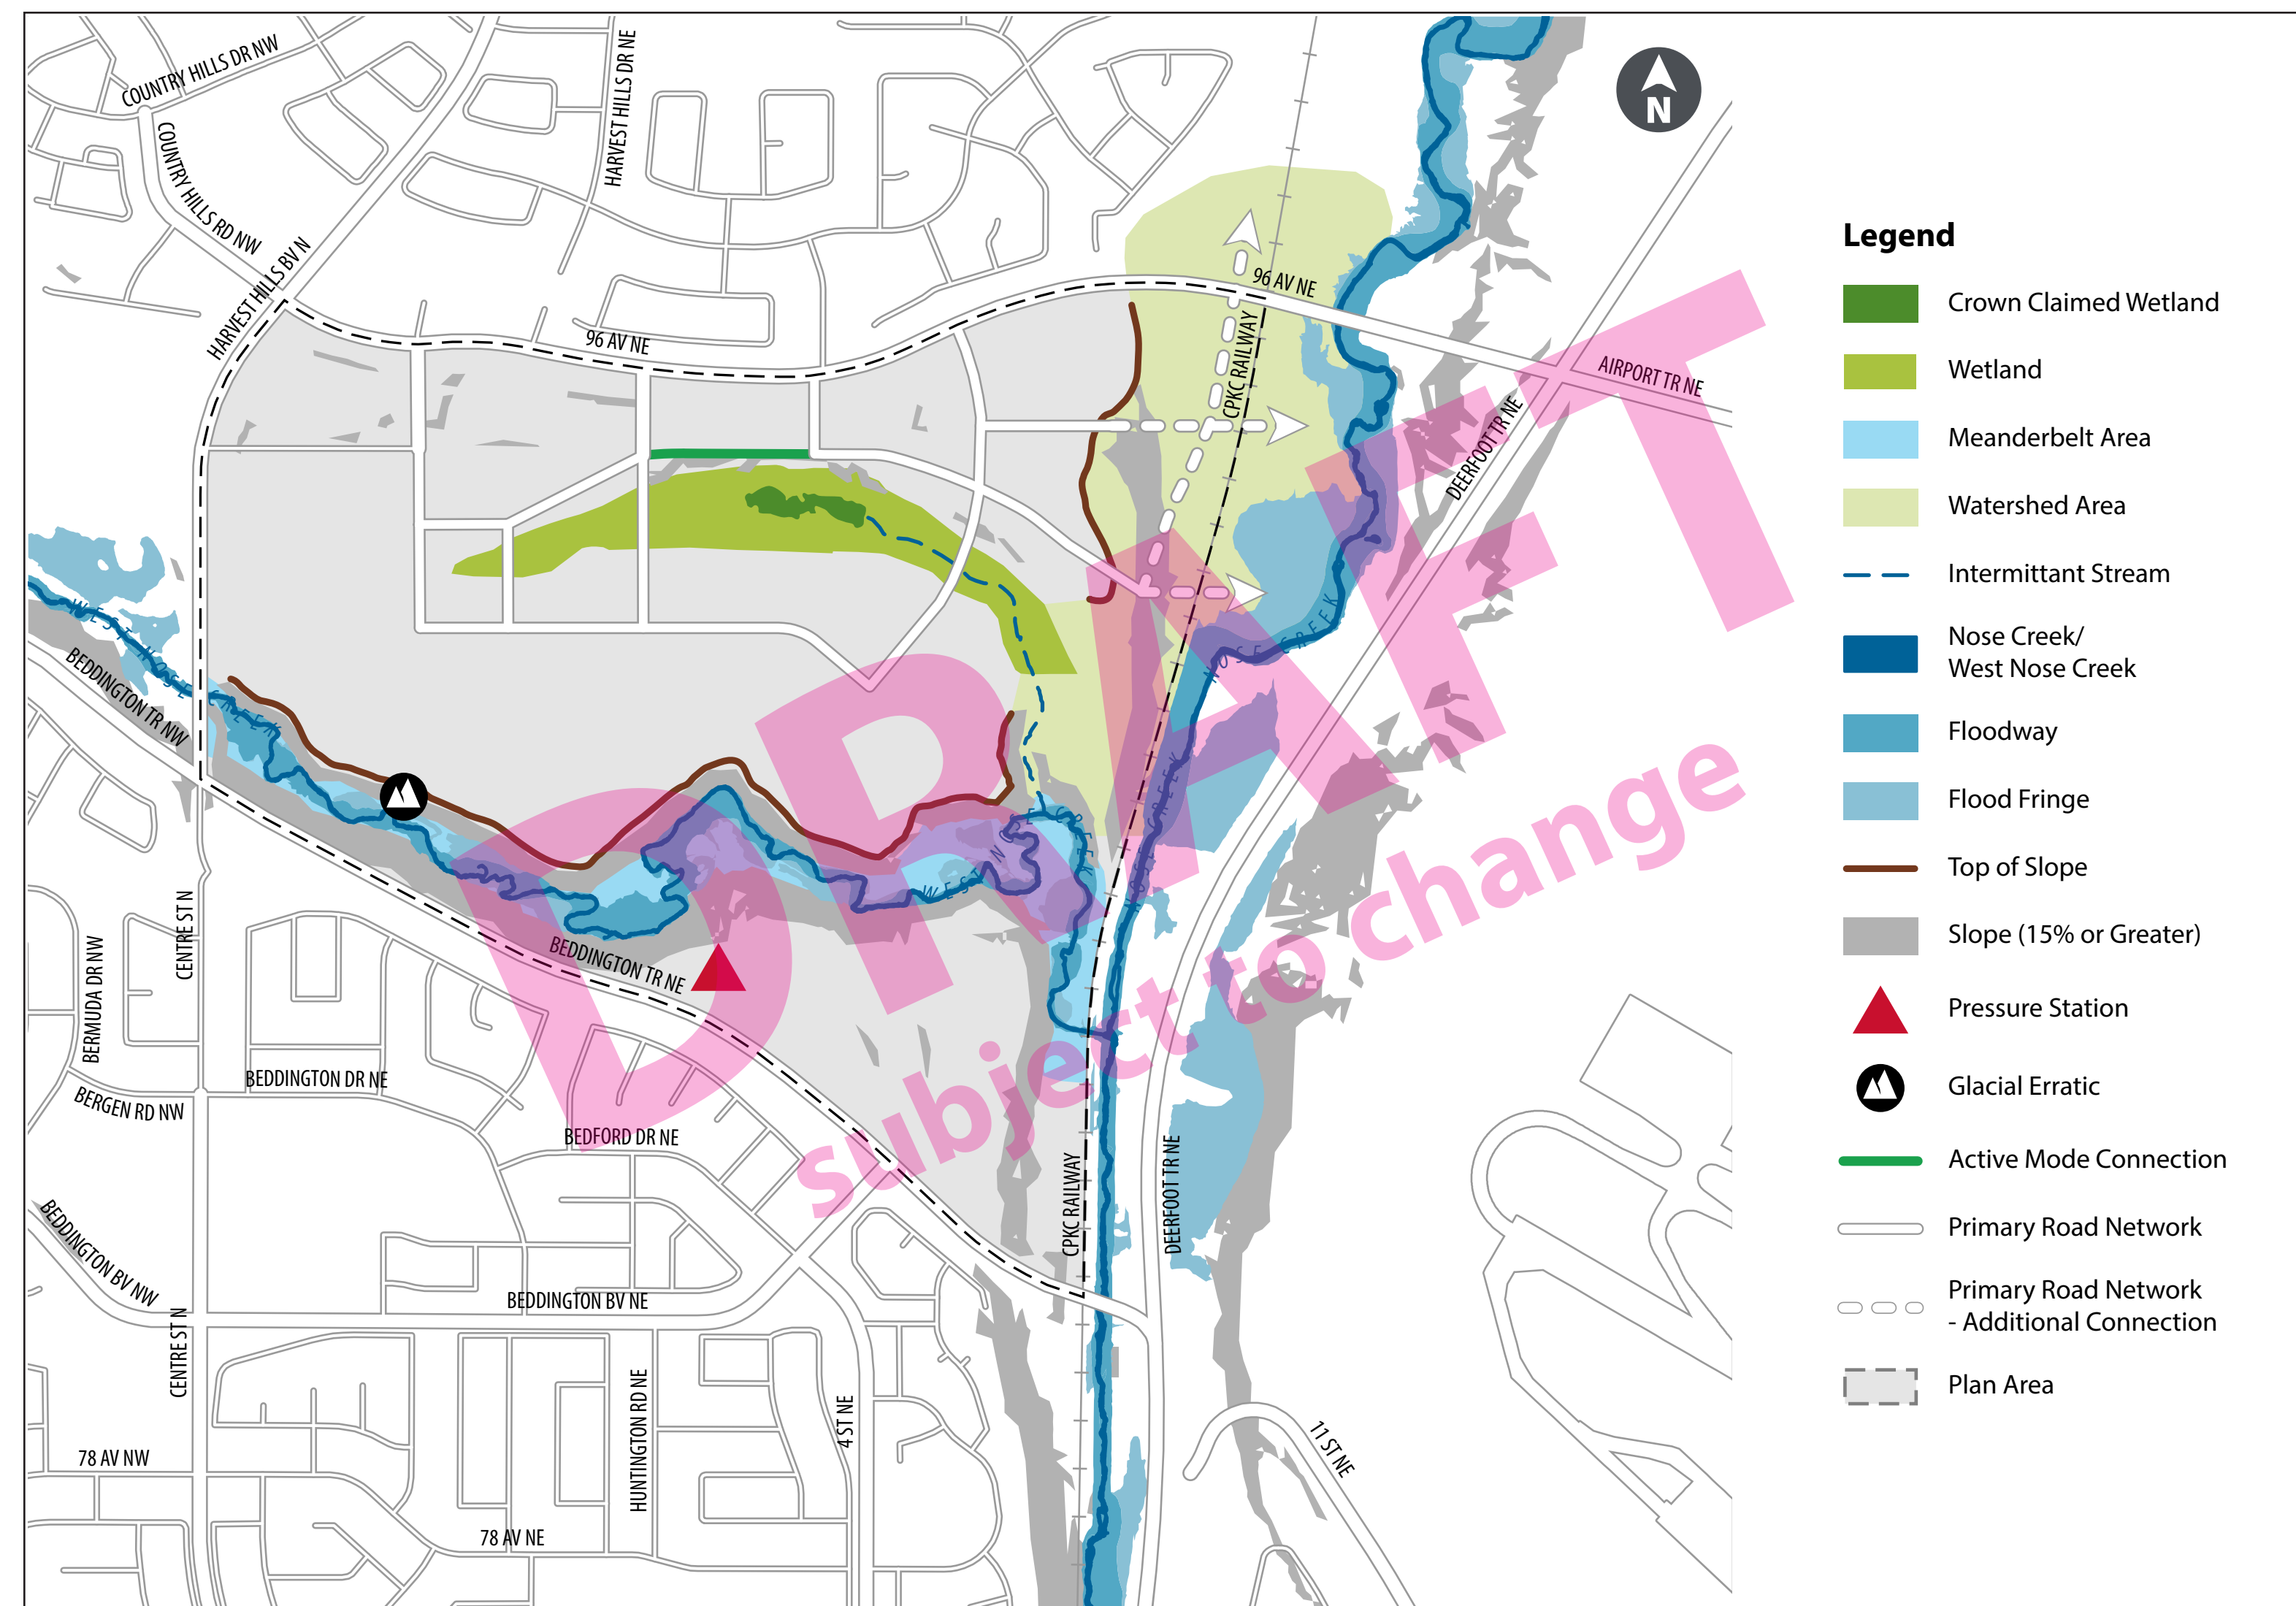 COUNTRY HILLS DR NW
HARVEST HILLS DR NE
N
COUNTRY HILLS RD NW
HARVEST HILLS BV N
96 AV NE
96 AV NE
CPKC RAILWAY
AIRPORT TR NE
DEERFOOT TR NE
WEST NOSE CREEK
BEDDINGTON TR NW
NOSE CREEK
NOSE CREEK
WEST NOSE CREEK
BEDDINGTON TR NE
CENTRE ST N
BERMUDA DR NW
BEDDINGTON DR NE
BERGEN RD NW
BEDFORD DR NE
CPKC RAILWAY
DEERFOOT TR NE
BEDDINGTON BV NW
BEDDINGTON BV NE
CENTRE ST N
HUNTINGTON RD NE
4 ST NE
11 ST NE
78 AV NW
78 AV NE
DRAFT
subject to change
Legend
Crown Claimed Wetland
Wetland
Meanderbelt Area
Watershed Area
Intermittant Stream
Nose Creek/
West Nose Creek
Floodway
Flood Fringe
Top of Slope
Slope (15% or Greater)
Pressure Station
Glacial Erratic
Active Mode Connection
Primary Road Network
Primary Road Network
- Additional Connection
Plan Area